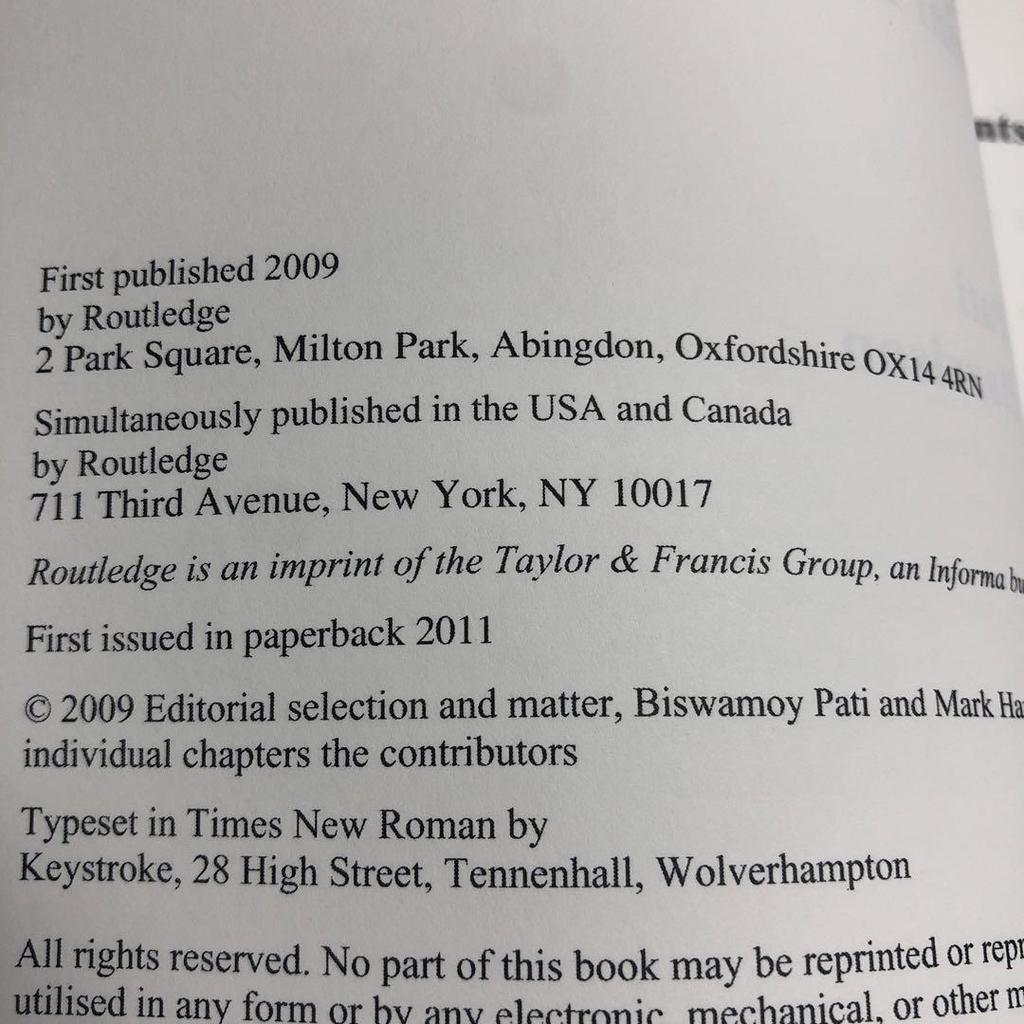 nts
First published 2009
by Routledge
2 Park Square, Milton Park, Abingdon, Oxfordshire OX14 4RN
Simultaneously published in the USA and Canada
by Routledge
711 Third Avenue, New York, NY 10017
Routledge is an imprint of the Taylor & Francis Group, an Informa bu
First issued in paperback 2011
© 2009 Editorial selection and matter, Biswamoy Pati and Mark Ha
individual chapters the contributors
Typeset in Times New Roman by
Keystroke, 28 High Street, Tennenhall, Wolverhampton
All rights reserved. No part of this book may be reprinted or repr
utilised in any form or by any electronic, mechanical, or other m